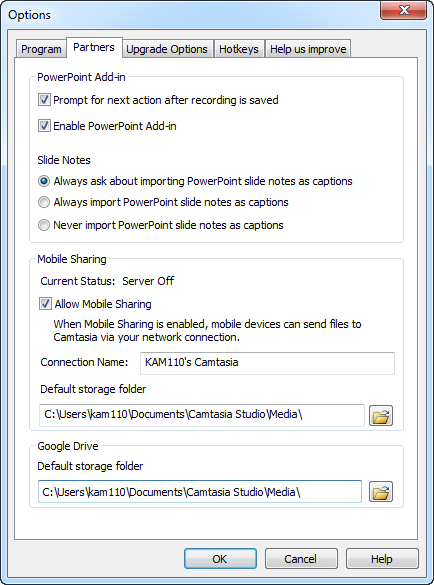 Options
Program Partners Upgrade Options Hotkeys Help us improve
PowerPoint Add-in
Prompt for next action after recording is saved
Enable PowerPoint Add-in
Slide Notes
Always ask about importing PowerPoint slide notes as captions
Always import PowerPoint slide notes as captions
Never import PowerPoint slide notes as captions
Mobile Sharing
Current Status: Server Off
Allow Mobile Sharing
When Mobile Sharing is enabled, mobile devices can send files to
Camtasia via your network connection.
Connection Name: KAM110's Camtasia
Default storage folder
C:\Users\kam110\Documents\Camtasia Studio\Media\
Google Drive
Default storage folder
C:\Users\kam110\Documents\Camtasia Studio\Media\
OK Cancel Help